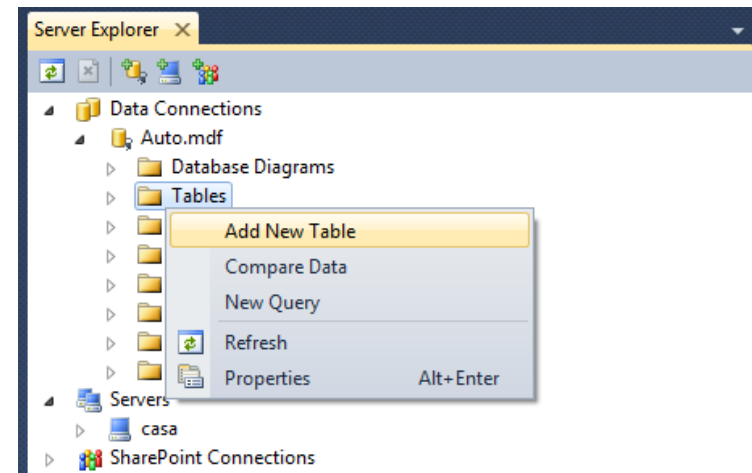 Server Explorer
Data Connections
Auto.mdf
Database Diagrams
Tables
Add New Table
Compare Data
New Query
Refresh
Properties Alt+Enter
Servers
casa
SharePoint Connections